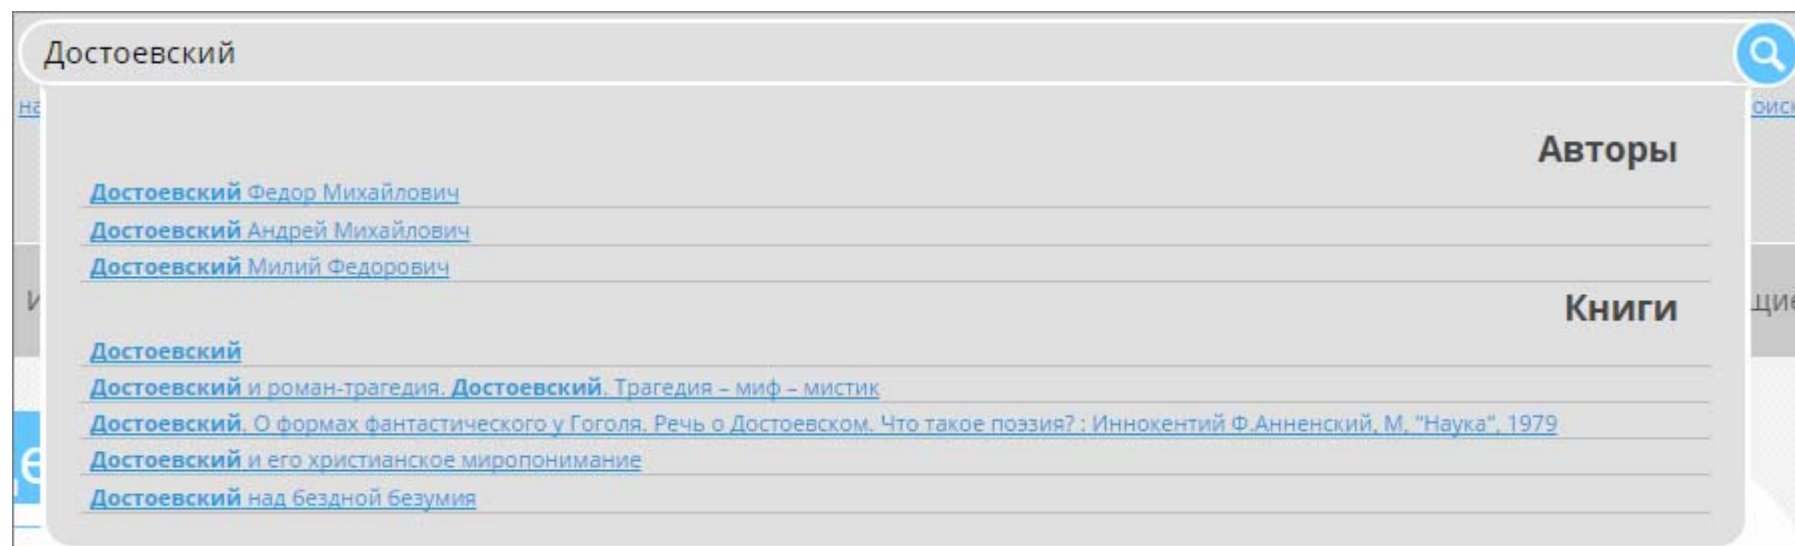 Достоевский
Авторы
Достоевский Федор Михайлович
Достоевский Андрей Михайлович
Достоевский Милий Федорович
Книги
Достоевский
Достоевский и роман-трагедия. Достоевский. Трагедия – миф – мистик
Достоевский. О формах фантастического у Гоголя. Речь о Достоевском. Что такое поэзия? : Иннокентий Ф.Анненский, М, "Наука", 1979
Достоевский и его христианское миропонимание
Достоевский над бездной безумия